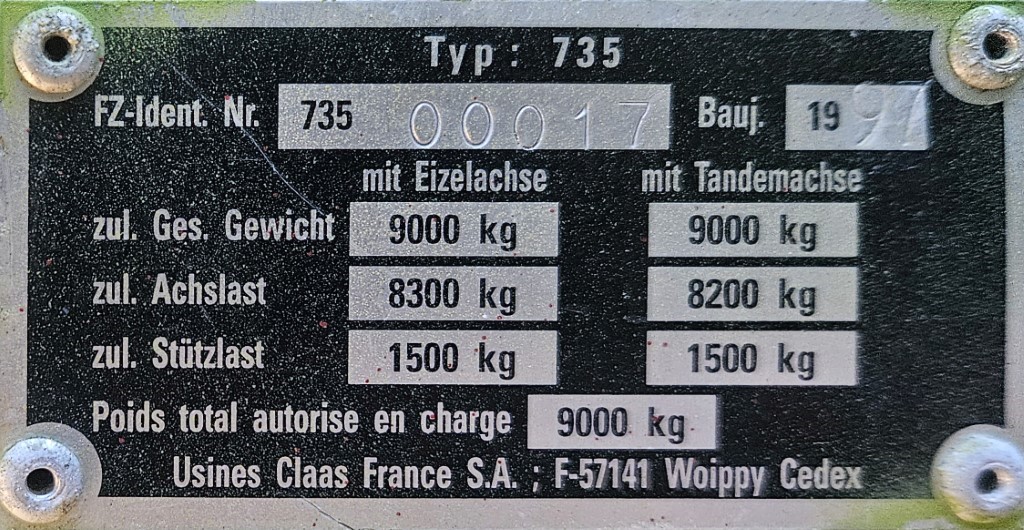 Typ : 735
FZ-Ident. Nr. 735 00017 Bauj. 19 91
mit Eizelachse mit Tandemachse
zul. Ges. Gewicht 9000 kg 9000 kg
zul. Achslast 8300 kg 8200 kg
zul. Stützlast 1500 kg 1500 kg
Poids total autorise en charge 9000 kg
Usines Claas France S.A. ; F-57141 Woippy Cedex